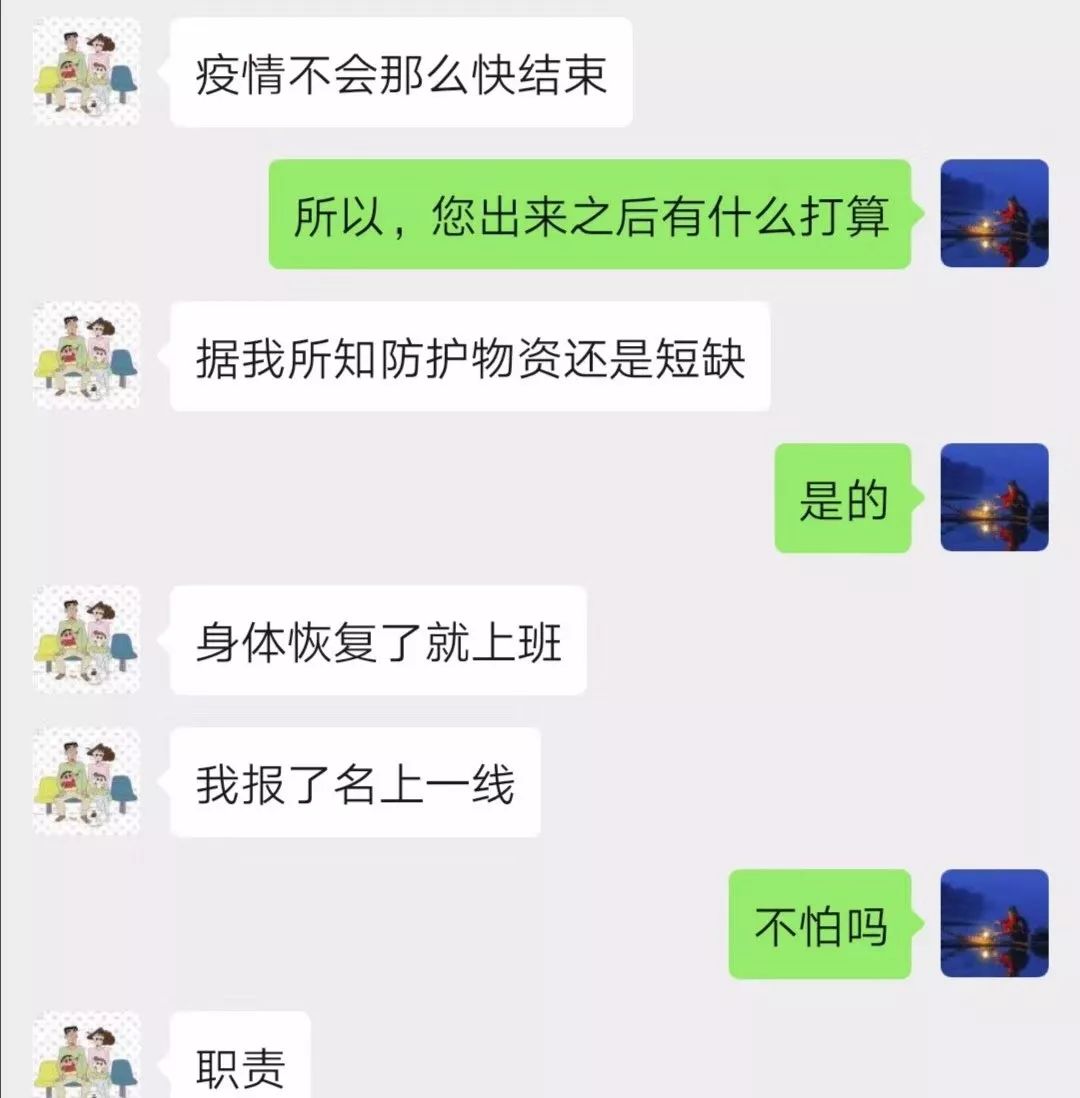 疫情不会那么快结束
所以，您出来之后有什么打算
据我所知防护物资还是短缺
是的
身体恢复了就上班
我报了名上一线
不怕吗
职责